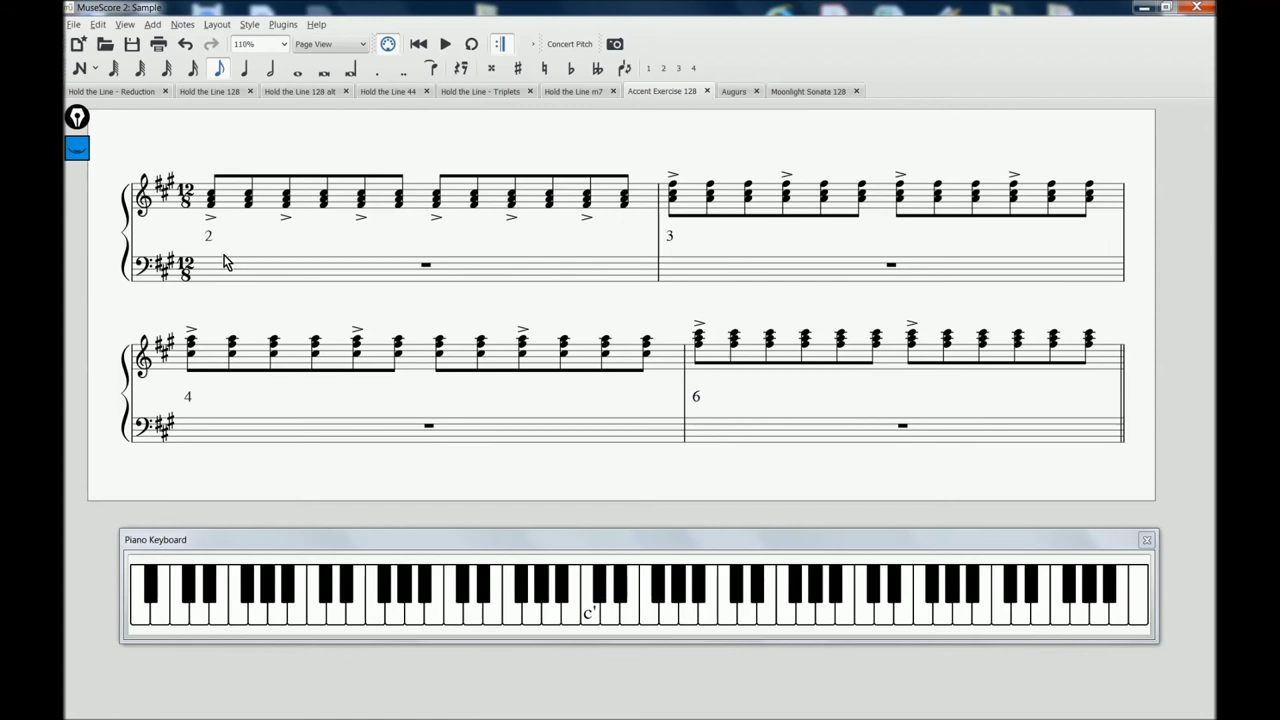 MuseScore 2: Sample
File Edit View Add Notes Layout Style Plugins Help
110% Page View Concert Pitch
N 1 2 3 4
Hold the Line - Reduction Hold the Line 128 Hold the Line 128 alt Hold the Line 44 Hold the Line - Triplets Hold the Line m7 Accent Exercise 128 Augurs Moonlight Sonata 128
12 8
2 3
12 8
4 6
Piano Keyboard
c'